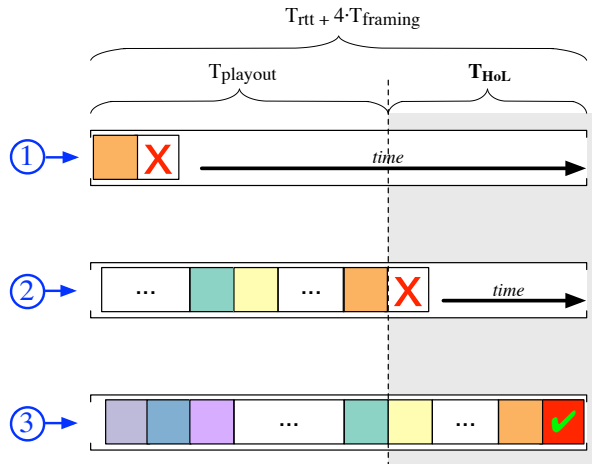 Trtt + 4·Tframing
Tplayout
THoL
1
X
time
2
...
...
X
time
3
...
...
✓